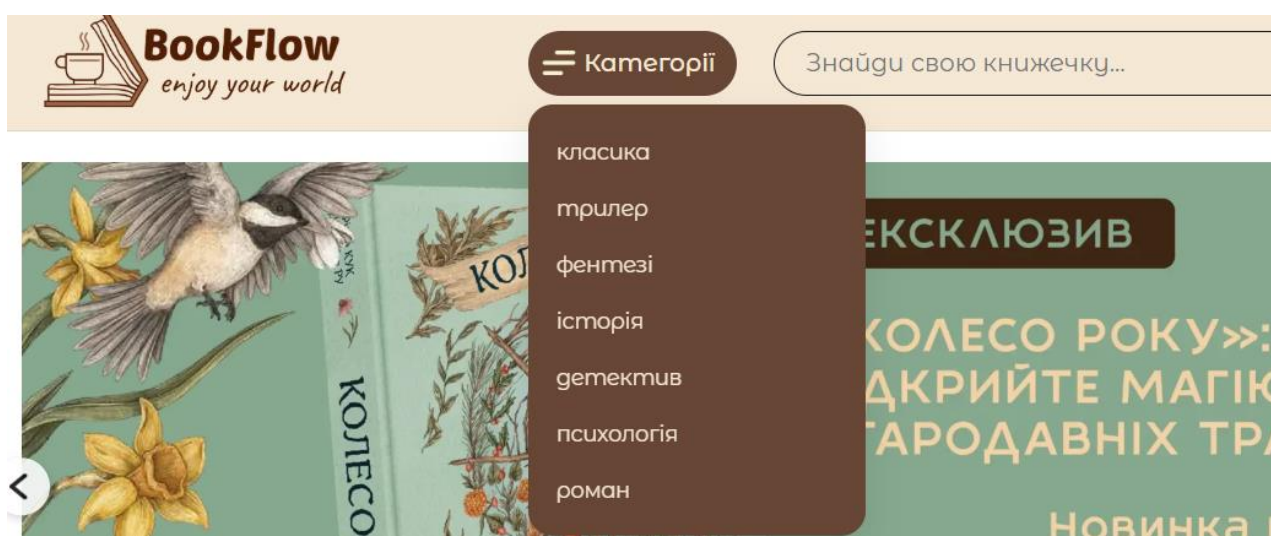 BookFlow
enjoy your world
Категорії
Знайди свою книжечку...
класика
трилер
фентезі
історія
детектив
психологія
роман
ЕКСКЛЮЗИВ
КОЛЕСО РОКУ»:
ДКРИЙТЕ МАГІЮ
ТАРОДАВНІХ ТРА
Новинка
КОЛ
КОЛЕСО